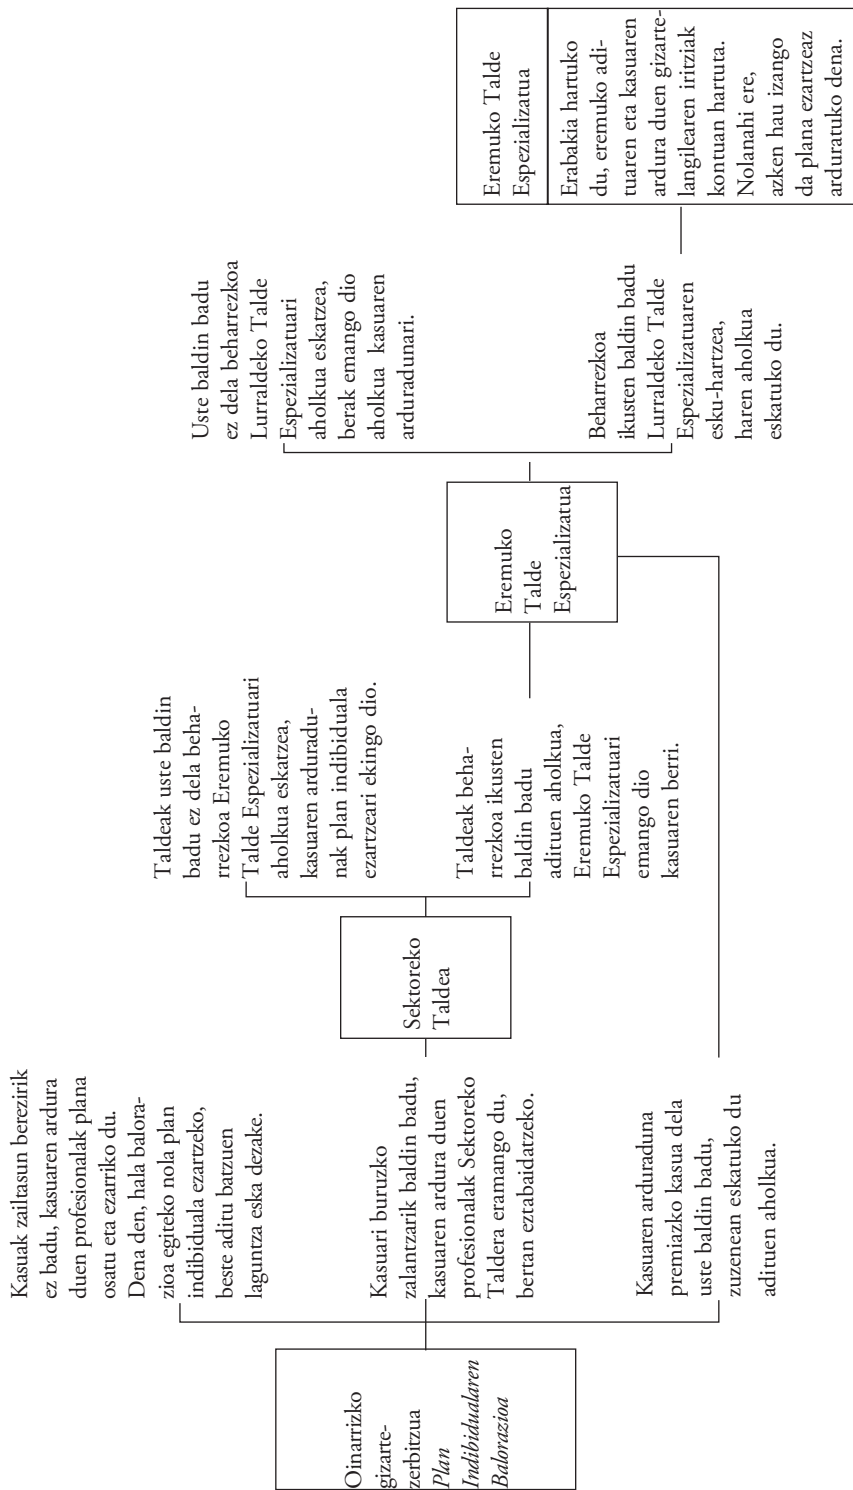 Oinarrizko
gizarte-
zerbitzua
Plan
Indibidualaren
Balorazioa
Kasuak zailtasun berezirik
ez badu, kasuaren ardura
duen profesionalak plana
osatu eta ezarriko du.
Dena den, hala balora-
zioa egiteko nola plan
indibiduala ezartzeko,
beste aditu batzuen
laguntza eska dezake.
Kasuari buruzko
zalantzarik baldin badu,
kasuaren ardura duen
profesionalak Sektoreko
Taldera eramango du,
bertan eztabaidatzeko.
Kasuaren arduraduna
premiazko kasua dela
uste baldin badu,
zuzenean eskatuko du
adituen aholkua.
Sektoreko
Taldea
Taldeak uste baldin
badu ez dela beha-
rrezkoa Eremuko
Talde Espezializatuari
aholkua eskatzea,
kasuaren arduradu-
nak plan indibiduala
ezartzeari ekingo dio.
Taldeak beha-
rrezkoa ikusten
baldin badu
adituen aholkua,
Eremuko Talde
Espezializatuari
emango dio
kasuaren berri.
Eremuko
Talde
Espezializatua
Uste baldin badu
ez dela beharrezkoa
Lurraldeko Talde
Espezializatuari
aholkua eskatzea,
berak emango dio
aholkua kasuaren
arduradunari.
Beharrezkoa
ikusten baldin badu
Lurraldeko Talde
Espezializatuaren
esku-hartzea,
haren aholkua
eskatuko du.
Eremuko Talde
Espezializatua
Erabakia hartuko
du, eremuko adi-
tuaren eta kasuaren
ardura duen gizarte-
langilearen iritziak
kontuan hartuta.
Nolanahi ere,
azken hau izango
da plana ezartzeaz
arduratuko dena.